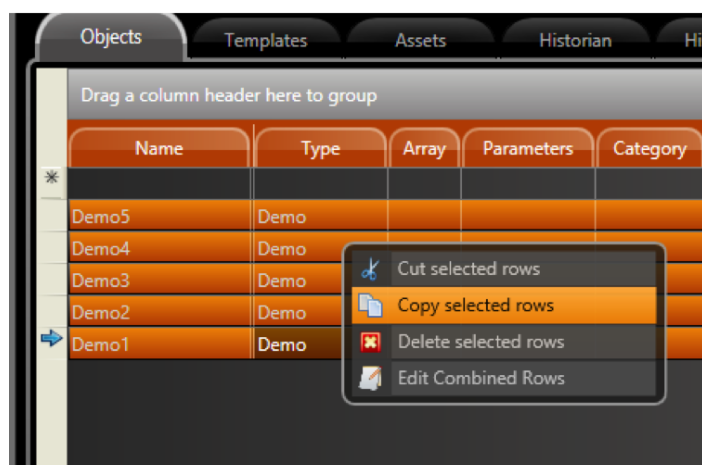 Objects Templates Assets Historian Hi
Drag a column header here to group
Name Type Array Parameters Category
Demo5 Demo
Demo4 Demo
Demo3 Demo
Demo2 Demo
Demo1 Demo
Cut selected rows
Copy selected rows
Delete selected rows
Edit Combined Rows